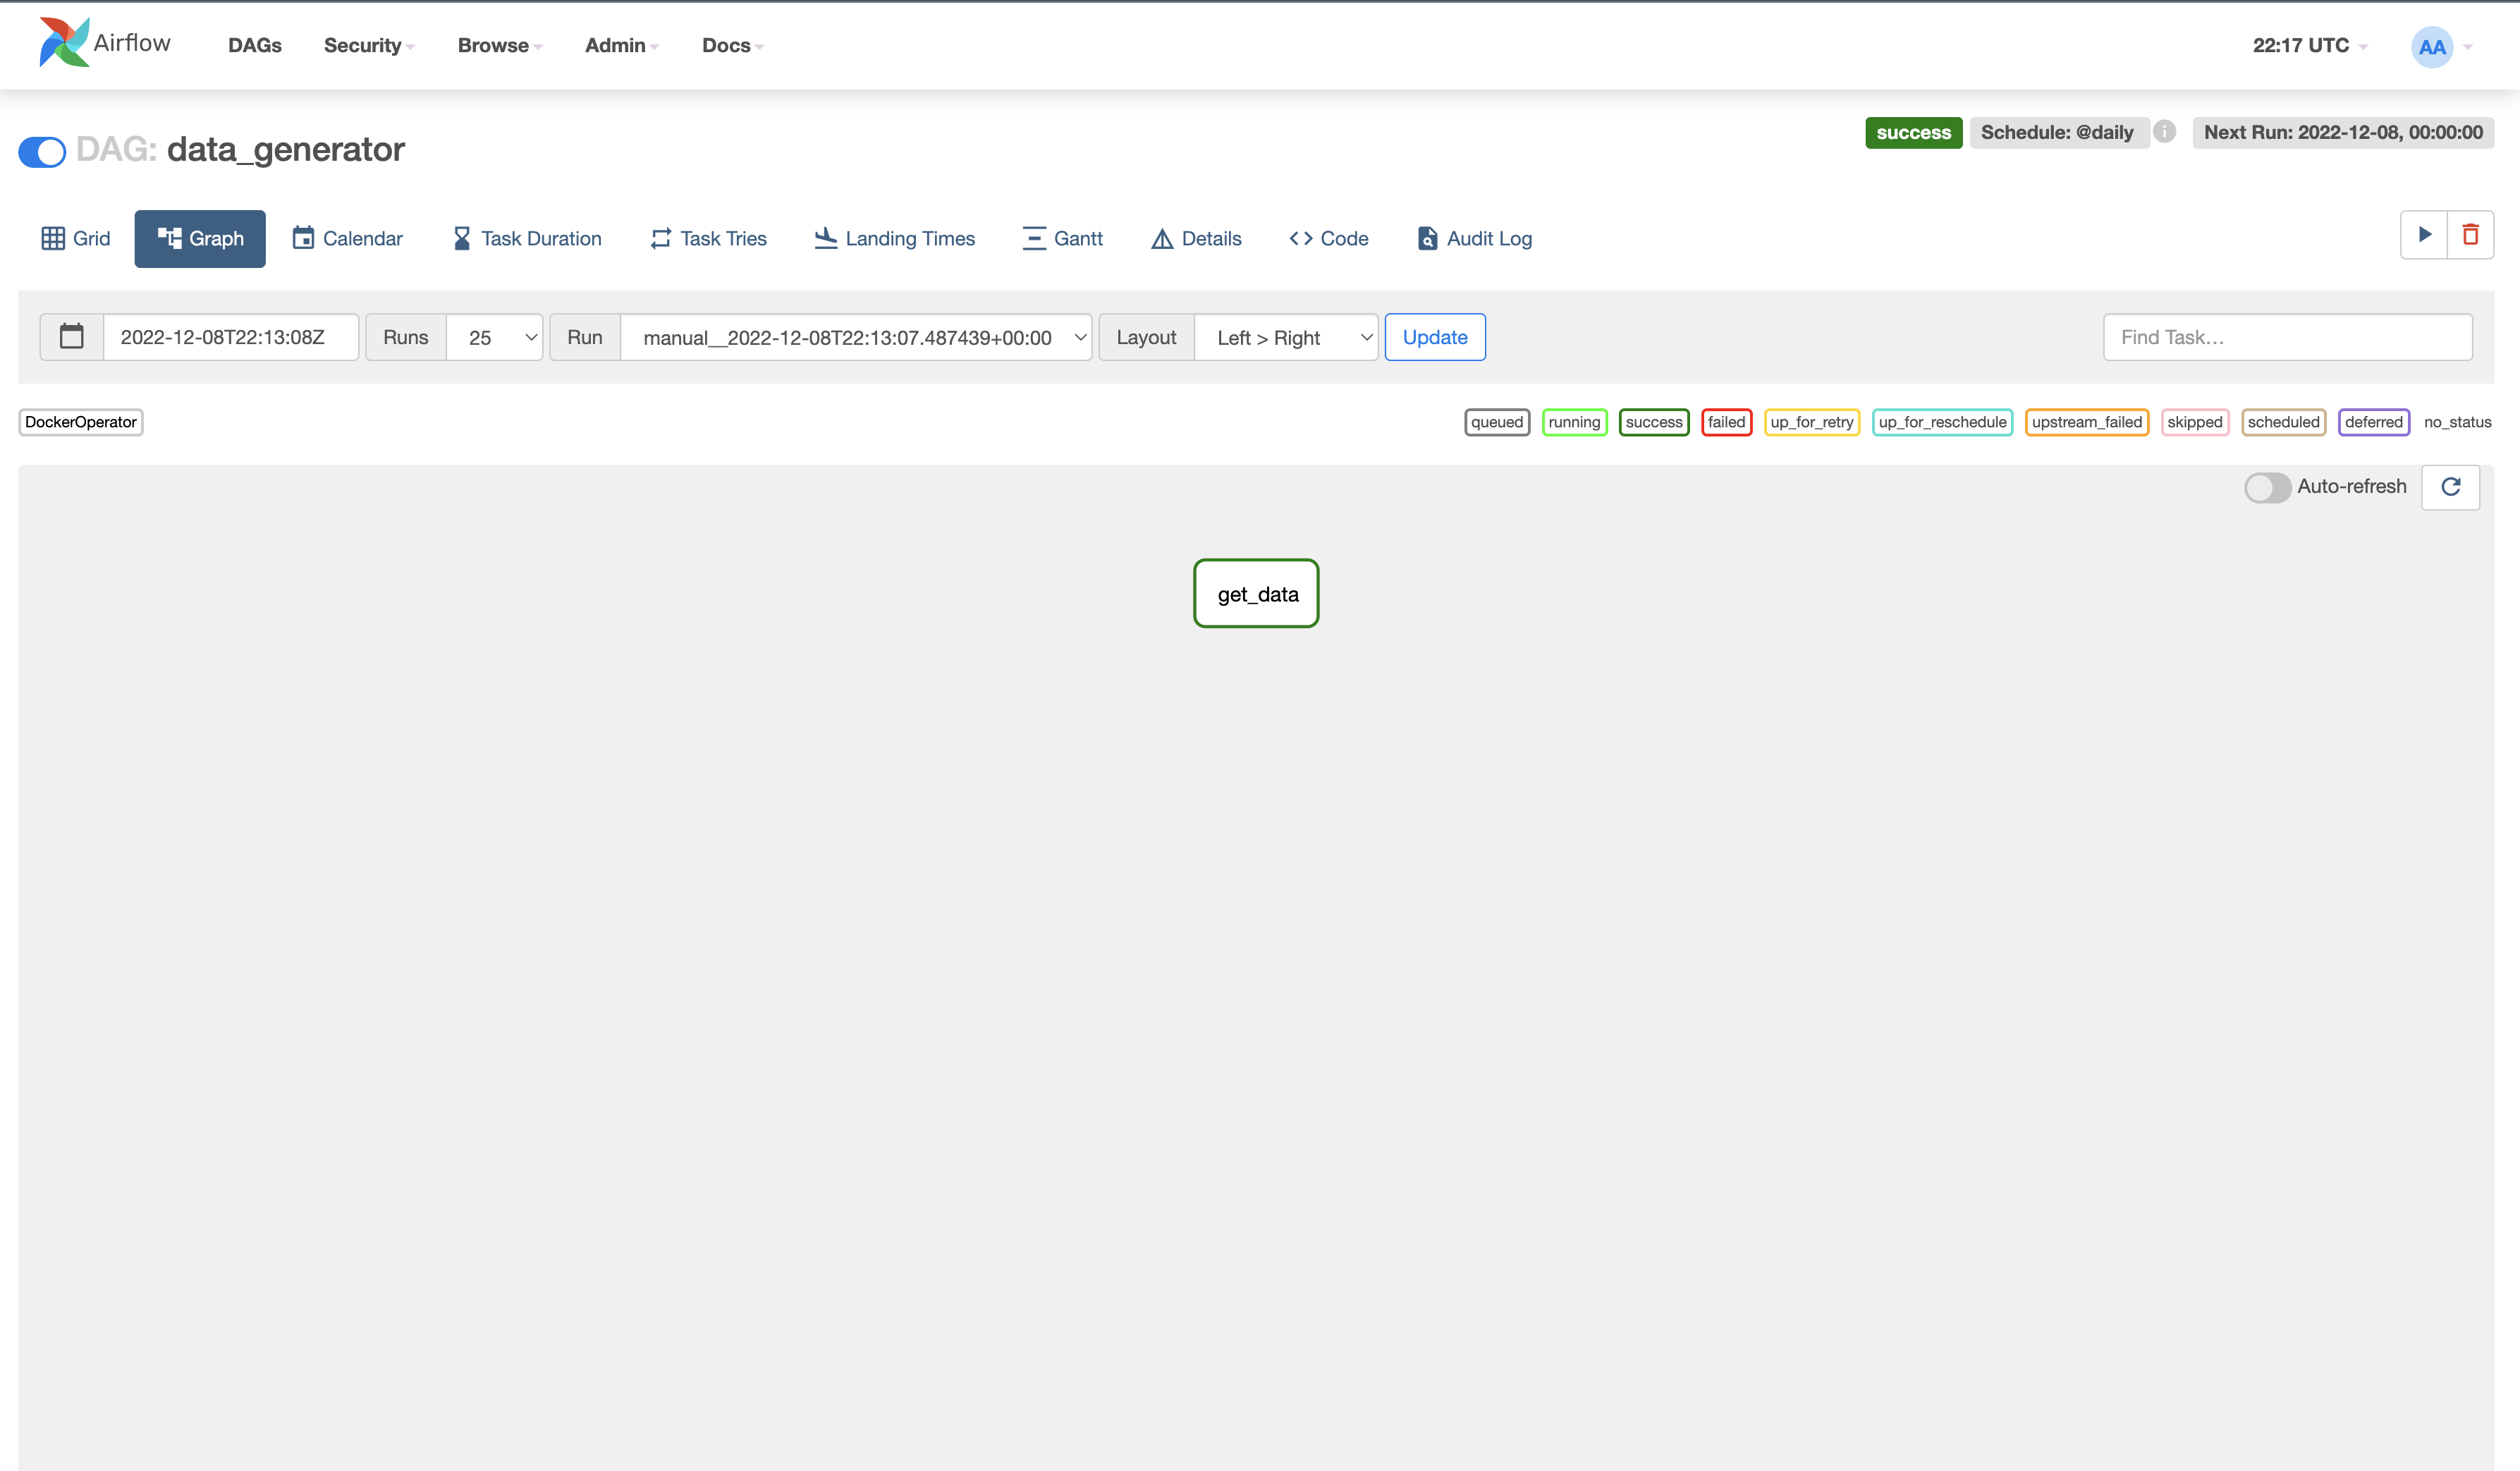 Airflow DAGs Security Browse Admin Docs 22:17 UTC AA
success Schedule: @daily i Next Run: 2022-12-08, 00:00:00
DAG: data_generator
Grid Graph Calendar Task Duration Task Tries Landing Times Gantt Details Code Audit Log
2022-12-08T22:13:08Z Runs 25 Run manual__2022-12-08T22:13:07.487439+00:00 Layout Left > Right Update Find Task...
DockerOperator queued running success failed up_for_retry up_for_reschedule upstream_failed skipped scheduled deferred no_status
Auto-refresh
get_data